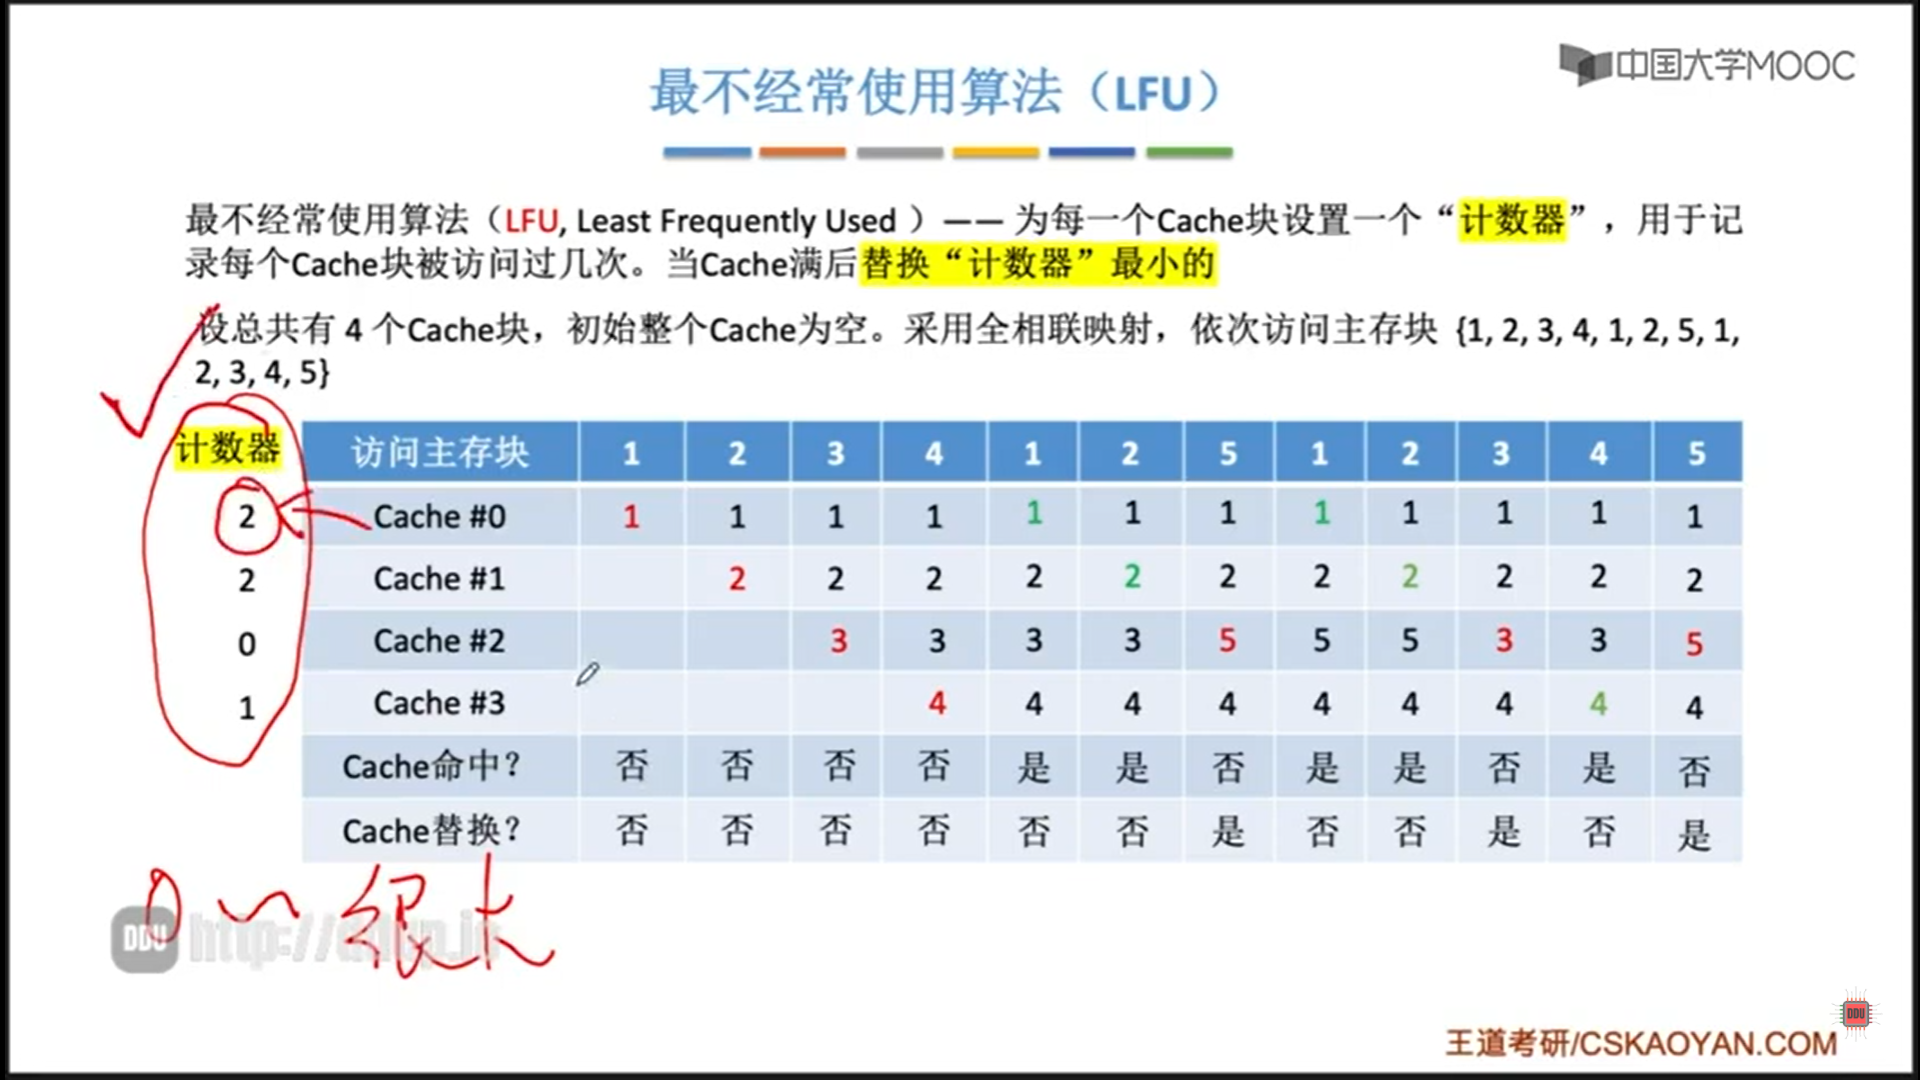 中国大学MOOC
最不经常使用算法（LFU）
最不经常使用算法（LFU, Least Frequently Used ）—— 为每一个Cache块设置一个“计数器”，用于记
录每个Cache块被访问过几次。当Cache满后替换“计数器”最小的
设总共有 4 个Cache块，初始整个Cache为空。采用全相联映射，依次访问主存块 {1, 2, 3, 4, 1, 2, 5, 1,
2, 3, 4, 5}
计数器 访问主存块 1 2 3 4 1 2 5 1 2 3 4 5
2 Cache #0 1 1 1 1 1 1 1 1 1 1 1 1
2 Cache #1 2 2 2 2 2 2 2 2 2 2 2
0 Cache #2 3 3 3 3 5 5 5 3 3 5
1 Cache #3 4 4 4 4 4 4 4 4 4
Cache命中？ 否 否 否 否 是 是 否 是 是 否 是 否
Cache替换？ 否 否 否 否 否 否 是 否 否 是 否 是
0 ~ 很大
DDU
DDU
王道考研/CSKAOYAN.COM